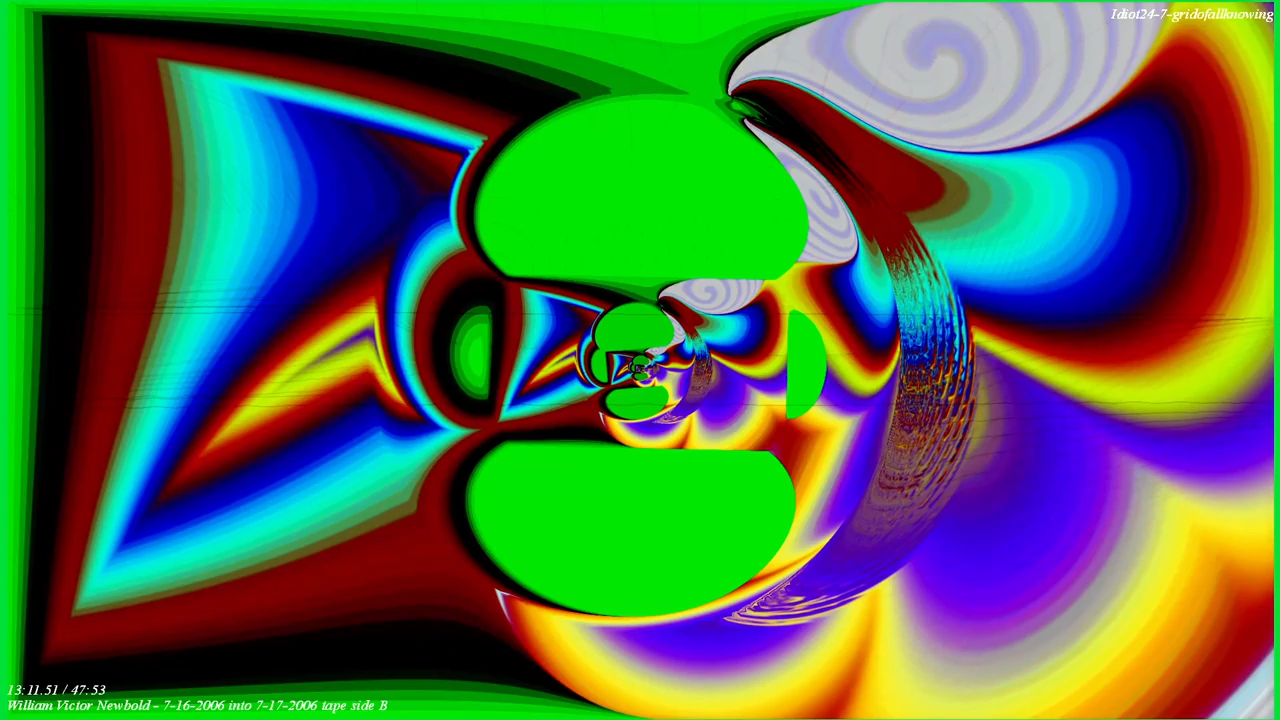 Idiot24-7-gridofallknowing
13:11.51 / 47:53
William Victor Newbold - 7-16-2006 into 7-17-2006 tape side B